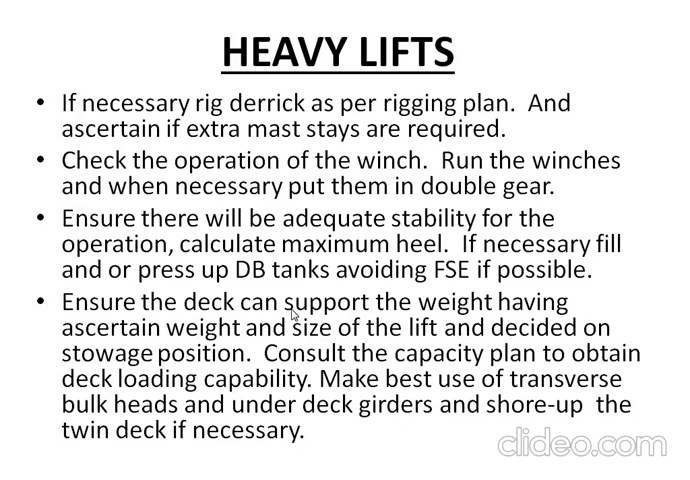 HEAVY LIFTS
• If necessary rig derrick as per rigging plan.  And
ascertain if extra mast stays are required.
• Check the operation of the winch.  Run the winches
and when necessary put them in double gear.
• Ensure there will be adequate stability for the
operation, calculate maximum heel.  If necessary fill
and or press up DB tanks avoiding FSE if possible.
• Ensure the deck can support the weight having
ascertain weight and size of the lift and decided on
stowage position.  Consult the capacity plan to obtain
deck loading capability. Make best use of transverse
bulk heads and under deck girders and shore-up  the
twin deck if necessary.
clideo.com